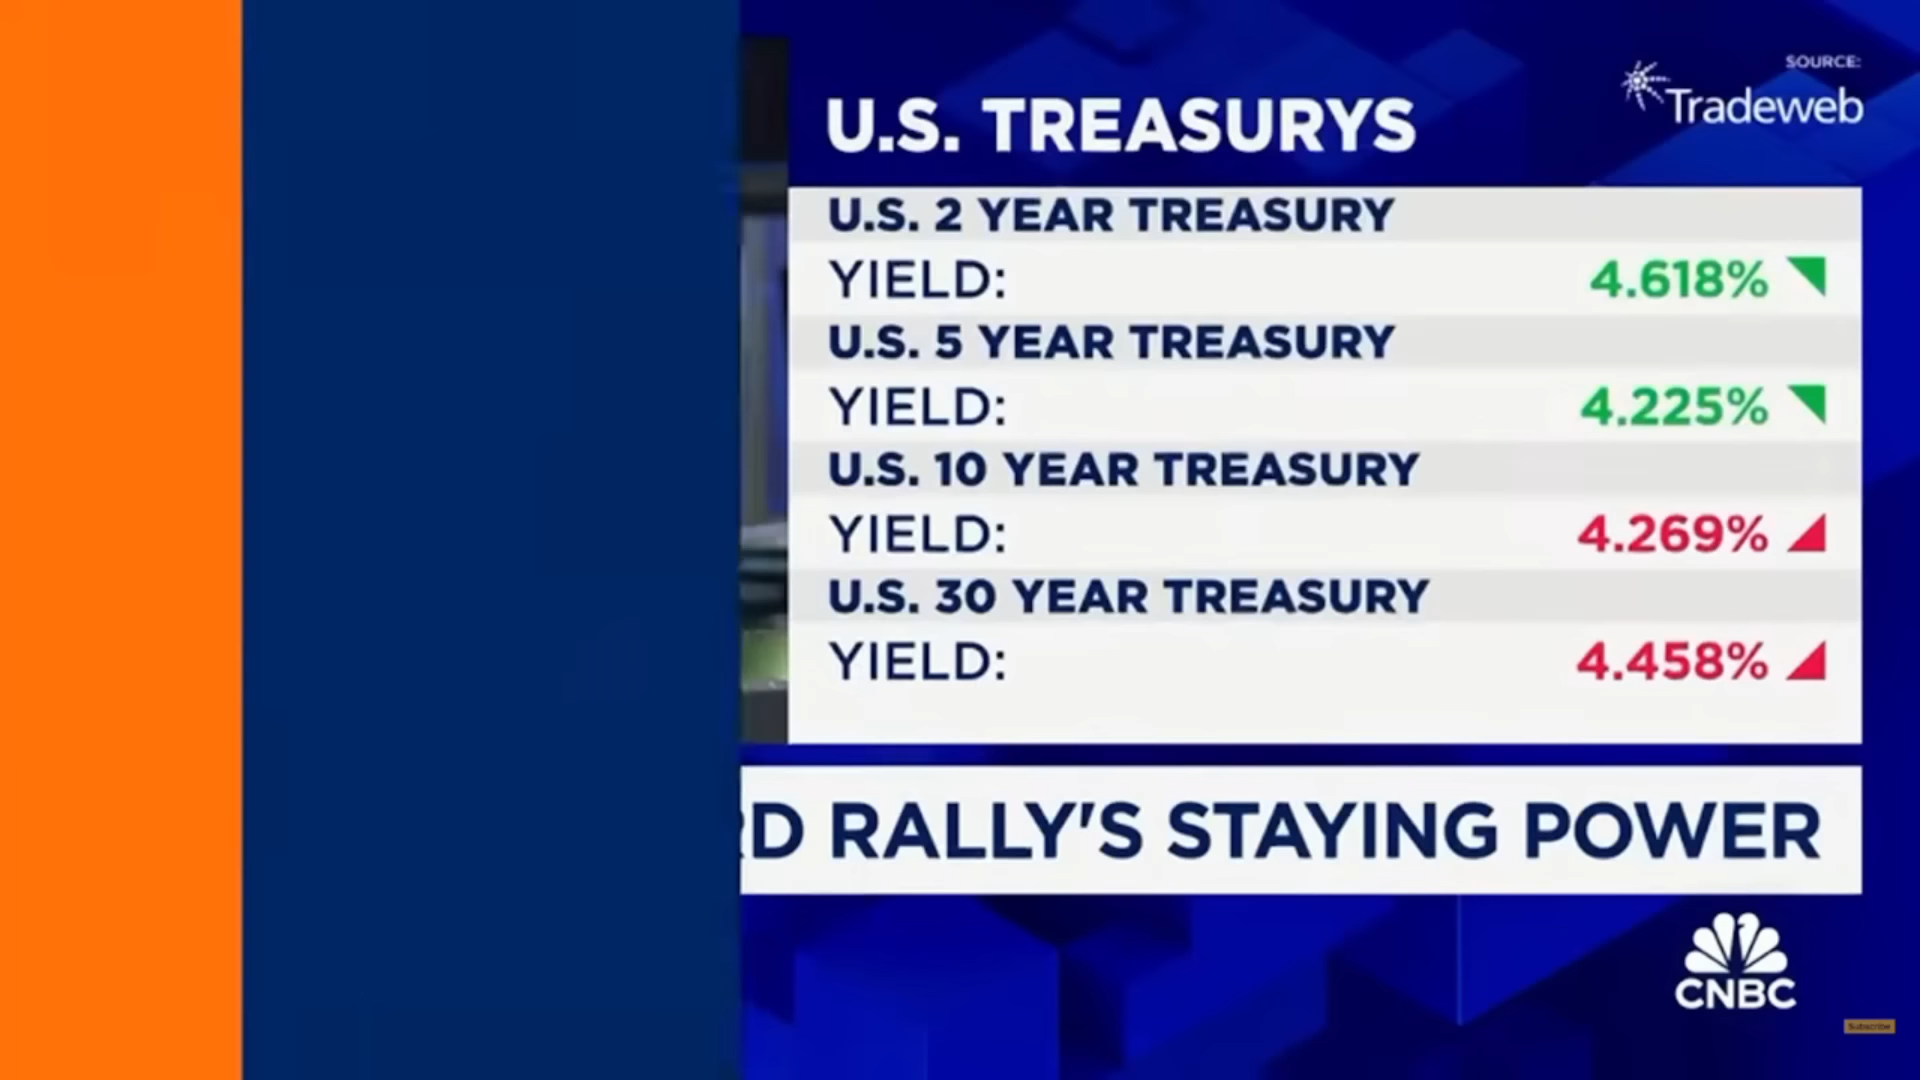 SOURCE:
Tradeweb
U.S. TREASURYS
U.S. 2 YEAR TREASURY
YIELD: 4.618%
U.S. 5 YEAR TREASURY
YIELD: 4.225%
U.S. 10 YEAR TREASURY
YIELD: 4.269%
U.S. 30 YEAR TREASURY
YIELD: 4.458%
RALLY'S STAYING POWER
CNBC
Subscribe